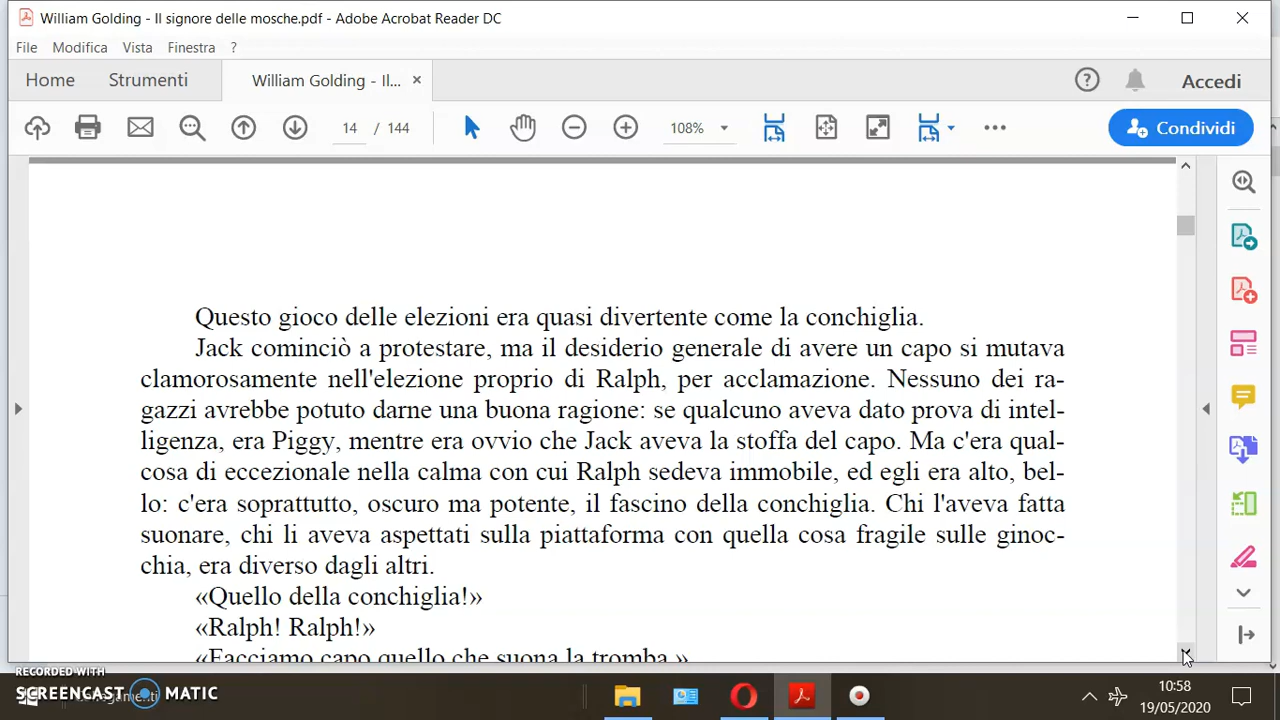 William Golding - Il signore delle mosche.pdf - Adobe Acrobat Reader DC
File Modifica Vista Finestra ?
Home Strumenti William Golding - Il... × Accedi
14 / 144 108% Condividi
Questo gioco delle elezioni era quasi divertente come la conchiglia.
Jack cominciò a protestare, ma il desiderio generale di avere un capo si mutava
clamorosamente nell'elezione proprio di Ralph, per acclamazione. Nessuno dei ra-
gazzi avrebbe potuto darne una buona ragione: se qualcuno aveva dato prova di intel-
ligenza, era Piggy, mentre era ovvio che Jack aveva la stoffa del capo. Ma c'era qual-
cosa di eccezionale nella calma con cui Ralph sedeva immobile, ed egli era alto, bel-
lo: c'era soprattutto, oscuro ma potente, il fascino della conchiglia. Chi l'aveva fatta
suonare, chi li aveva aspettati sulla piattaforma con quella cosa fragile sulle ginoc-
chia, era diverso dagli altri.
«Quello della conchiglia!»
«Ralph! Ralph!»
«Facciamo capo quello che suona la tromba.»
RECORDED WITH
SCREENCAST MATIC
10:58
19/05/2020